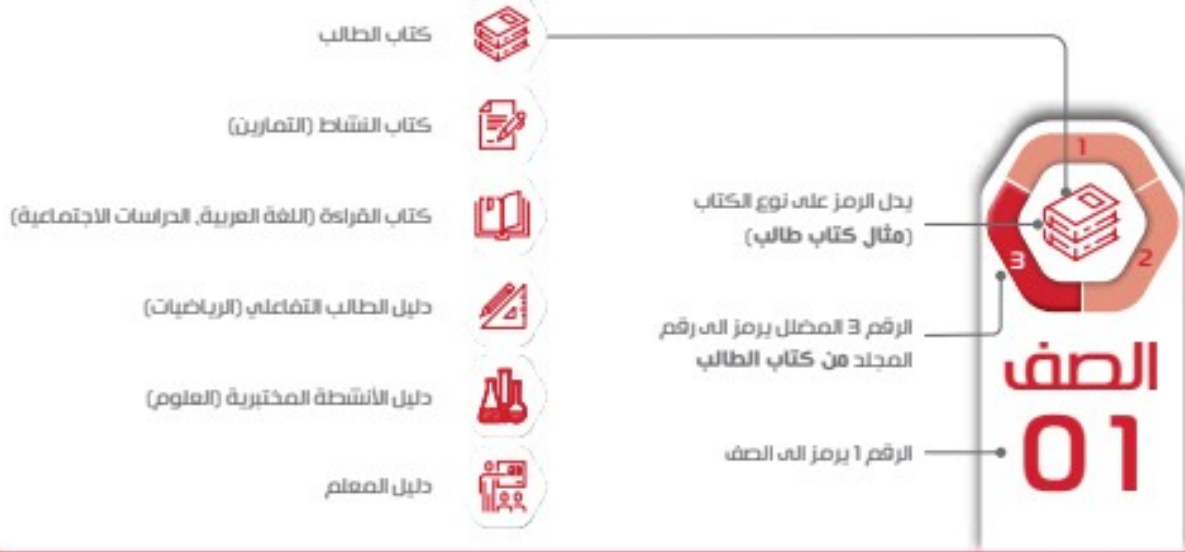 1
2
3
الصف
01
يدل الرمز على نوع الكتاب
(مثال كتاب طالب)
الرقم 3 المضلل يرمز الى رقم
المجلد من كتاب الطالب
الرقم 1 يرمز الى الصف
كتاب الطالب
كتاب النشاط (التمارين)
كتاب القراءة (اللغة العربية، الدراسات الاجتماعية)
دليل الطالب التفاعلي (الرياضيات)
دليل الأنشطة المختبرية (العلوم)
دليل المعلم